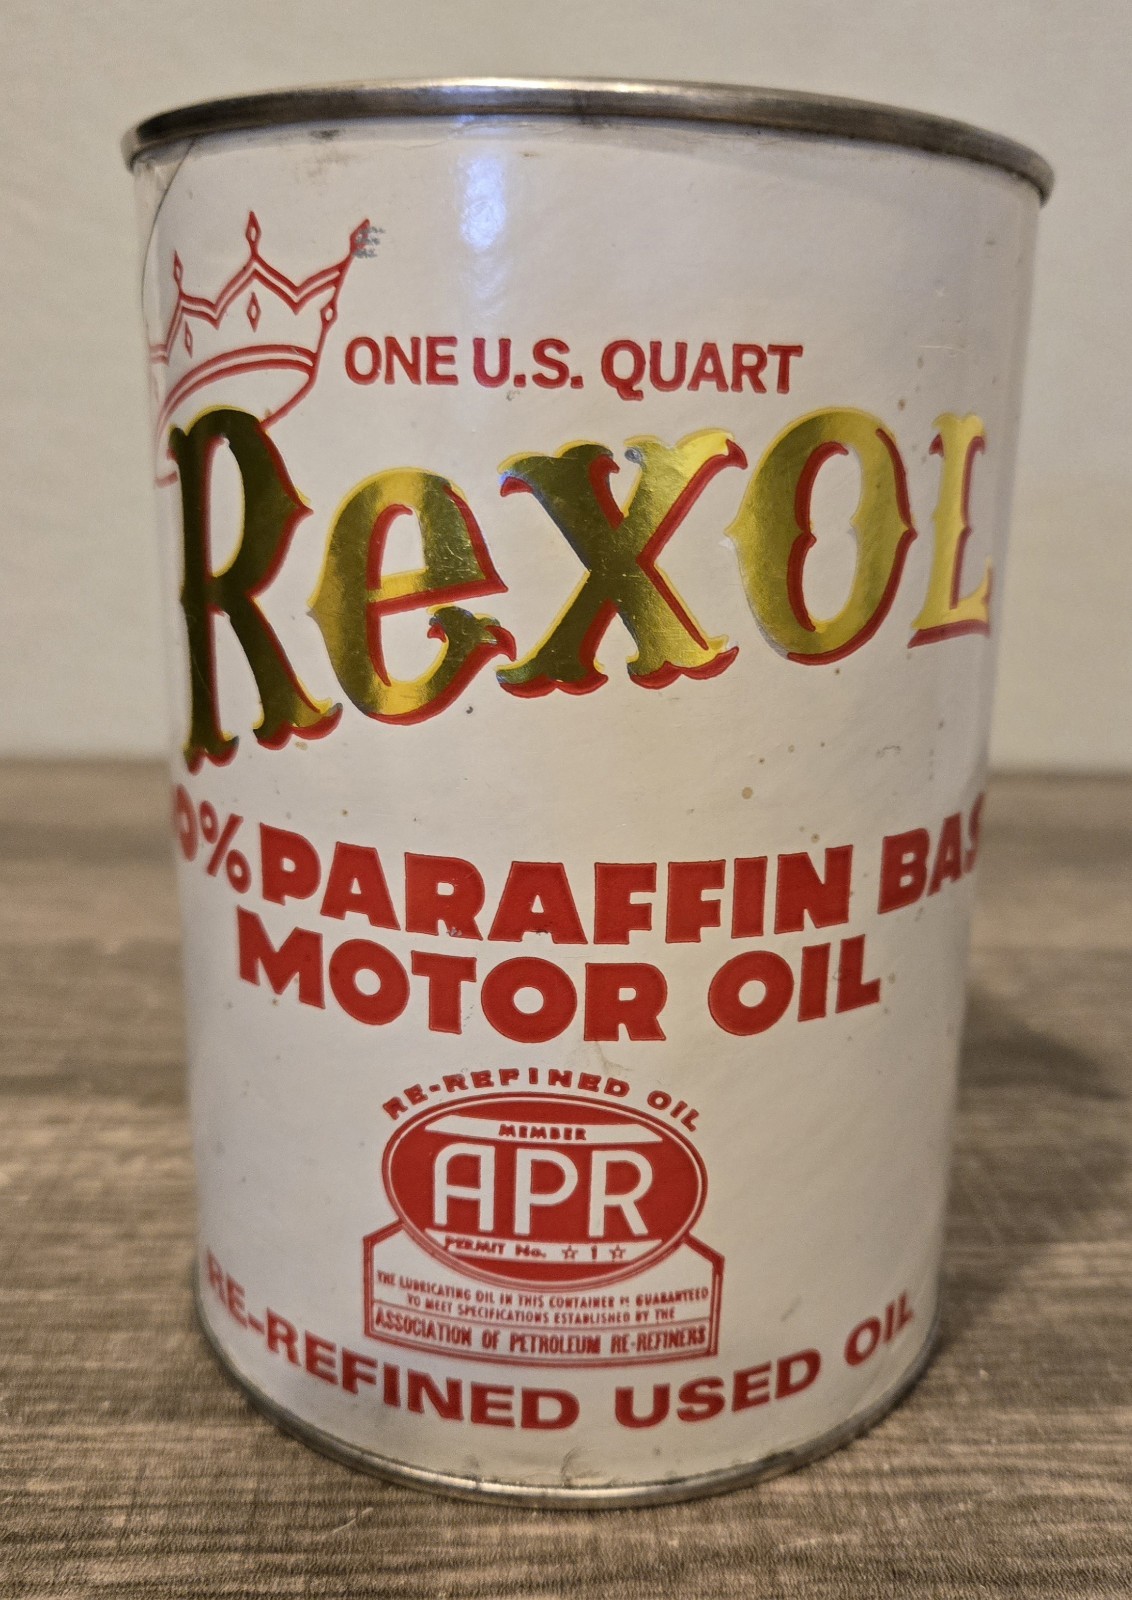 ONE U.S. QUART
RexOL
0% PARAFFIN BAS
MOTOR OIL
RE-REFINED OIL
MEMBER
APR
PERMIT No. ☆ 1 ☆
THE LUBRICATING OIL IN THIS CONTAINER IS GUARANTEED
TO MEET SPECIFICATIONS ESTABLISHED BY THE
ASSOCIATION OF PETROLEUM RE-REFINERS
RE-REFINED USED OIL